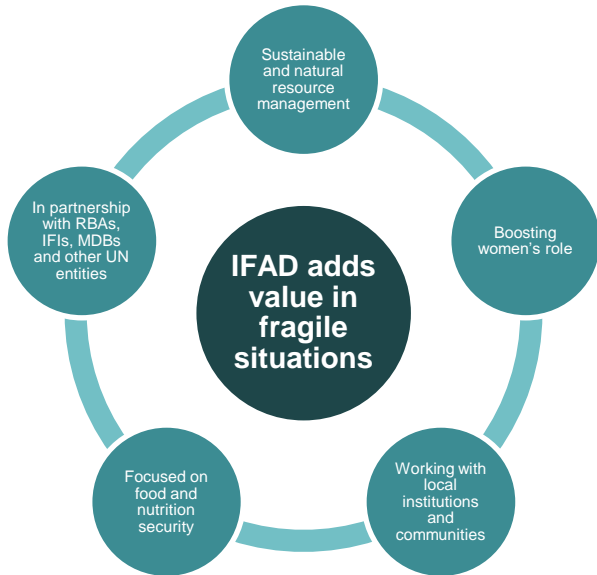 Sustainable
and natural
resource
management
Boosting
women's role
Working with
local
institutions
and
communities
Focused on
food and
nutrition
security
In partnership
with RBAs,
IFIs, MDBs
and other UN
entities
IFAD adds
value in
fragile
situations